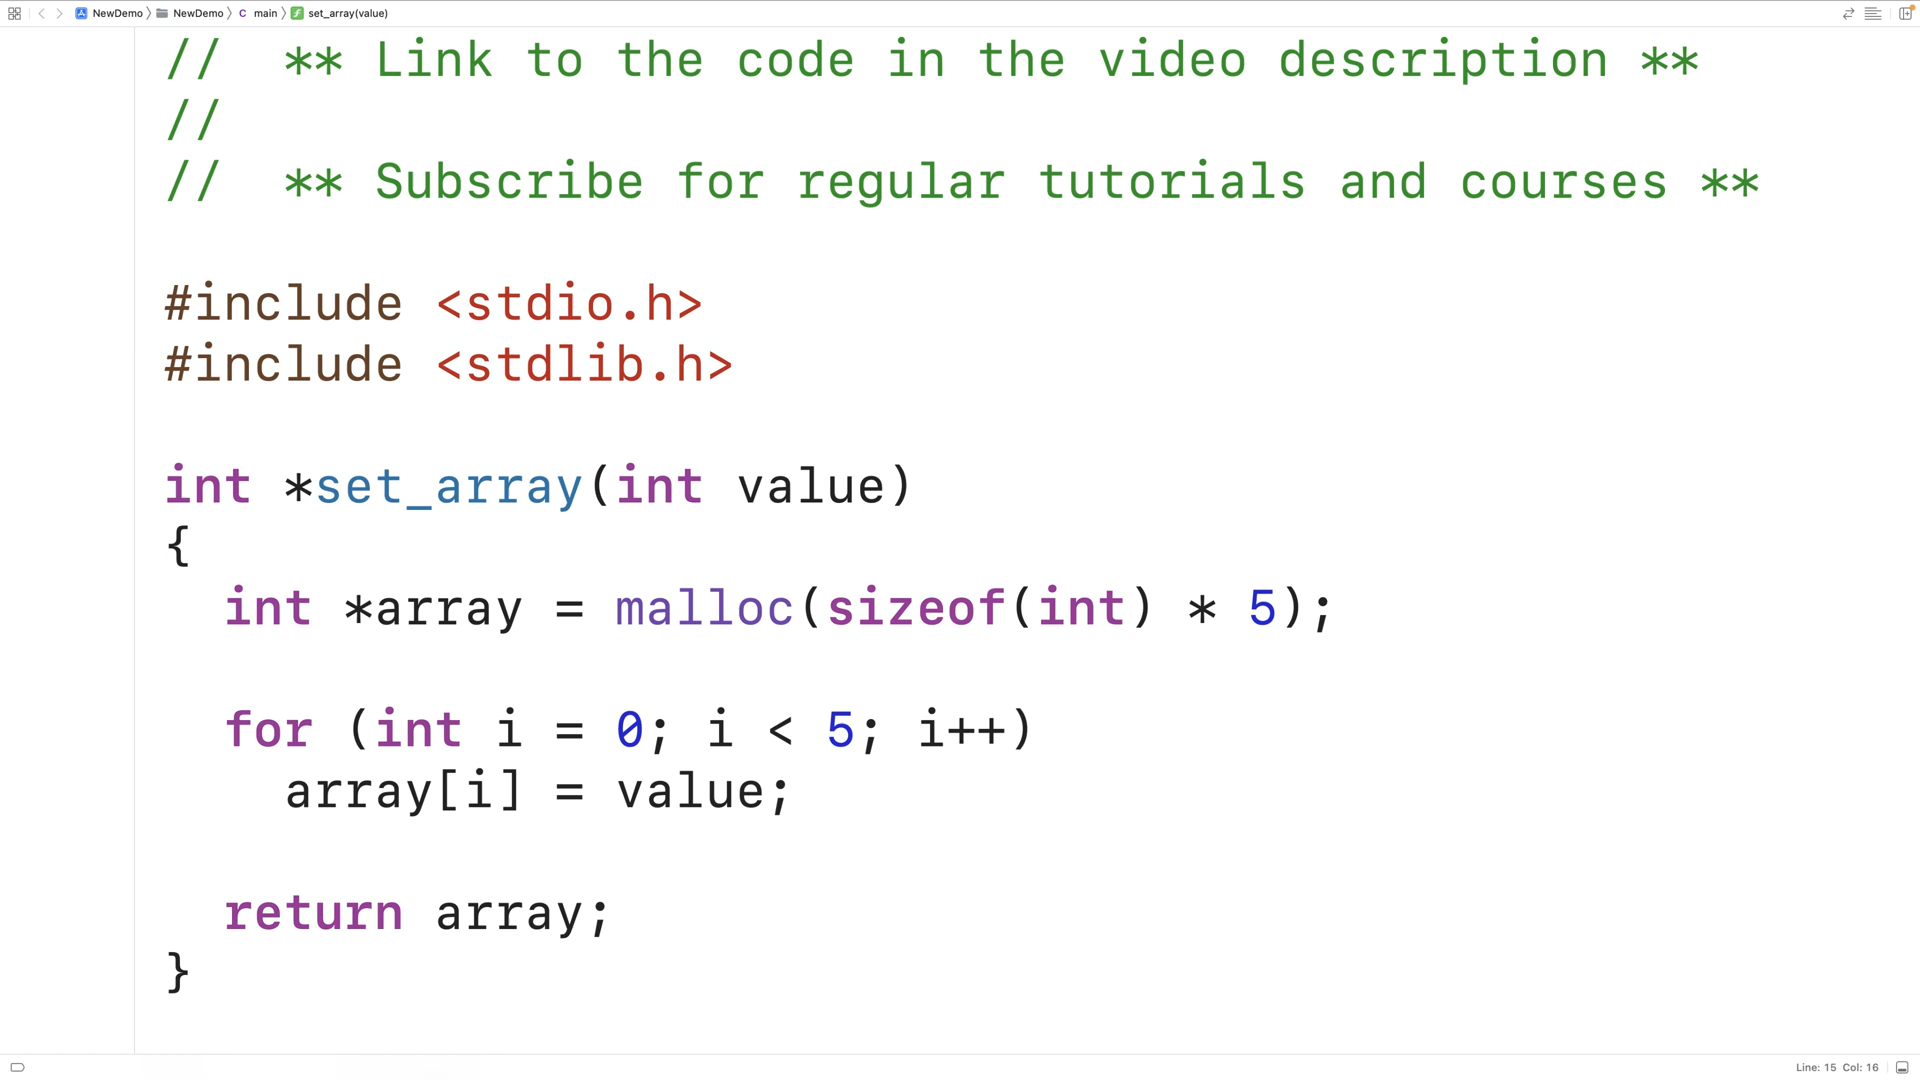 NewDemo NewDemo C main f set_array(value)
// ** Link to the code in the video description **
//
// ** Subscribe for regular tutorials and courses **
#include <stdio.h>
#include <stdlib.h>
int *set_array(int value)
{
int *array = malloc(sizeof(int) * 5);
for (int i = 0; i < 5; i++)
array[i] = value;
return array;
}
Line: 15 Col: 16